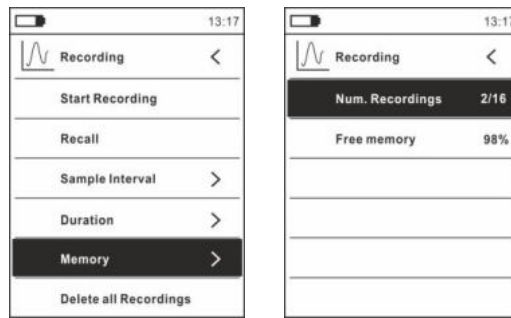 13:17
Recording
Start Recording
Recall
Sample Interval
Duration
Memory
Delete all Recordings
13:17
Recording
Num. Recordings 2/16
Free memory 98%